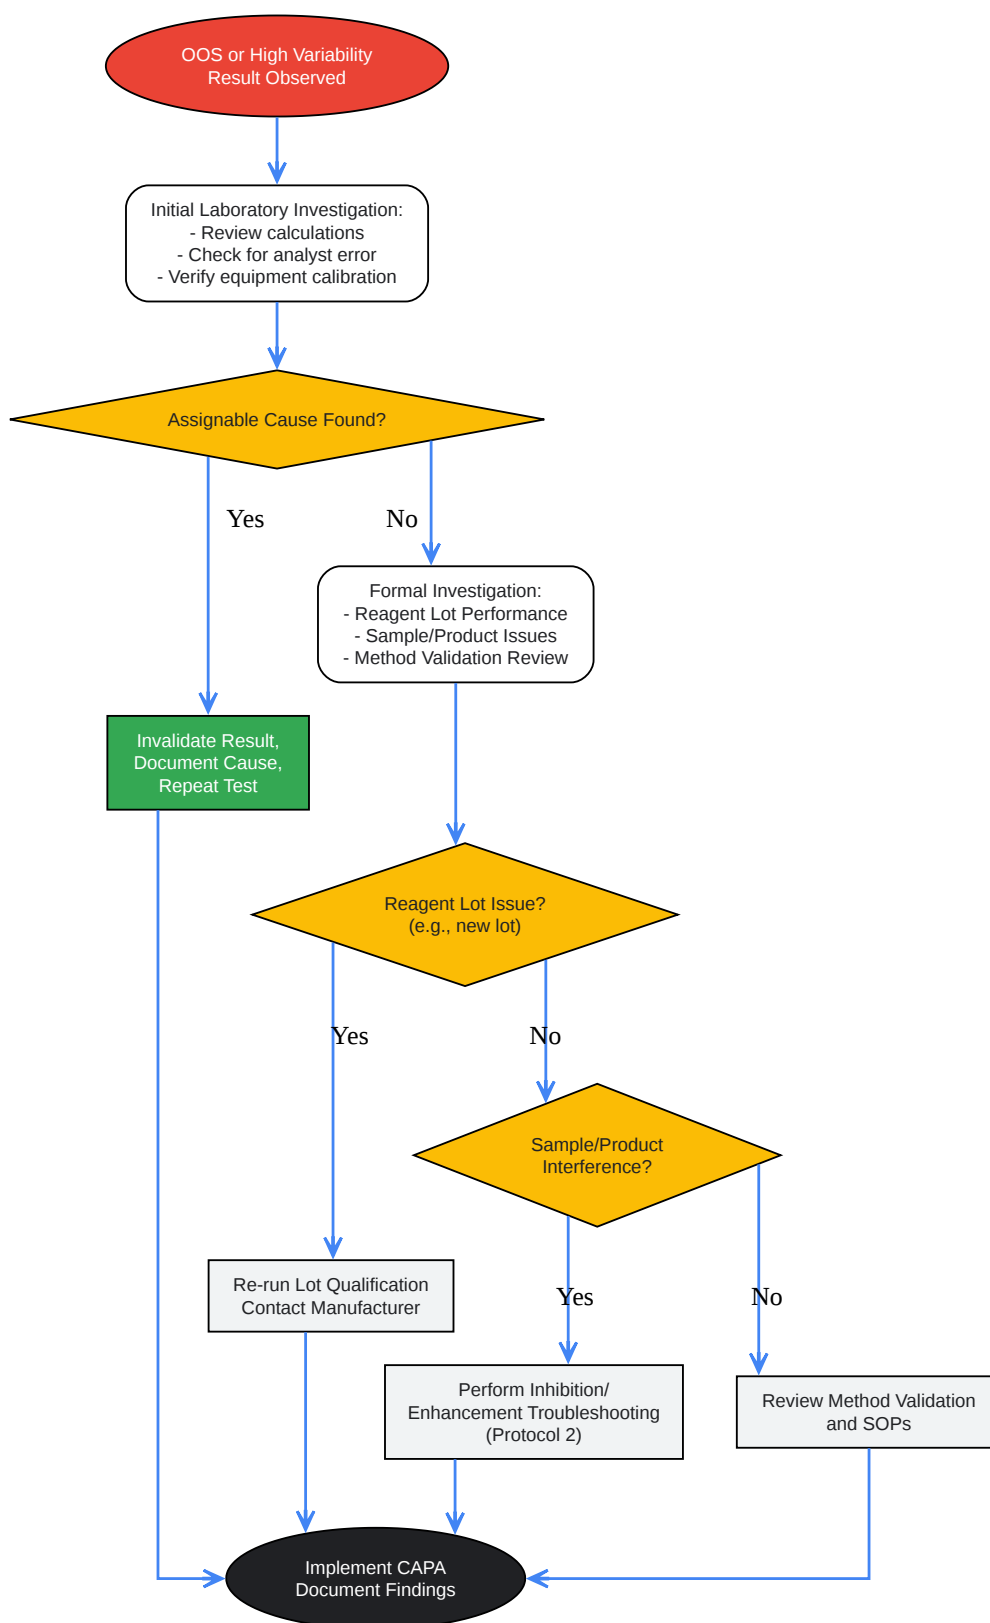 OOS or High Variability
Result Observed
Initial Laboratory Investigation:
- Review calculations
- Check for analyst error
- Verify equipment calibration
Assignable Cause Found?
Yes
No
Formal Investigation:
- Reagent Lot Performance
- Sample/Product Issues
- Method Validation Review
Invalidate Result,
Document Cause,
Repeat Test
Reagent Lot Issue?
(e.g., new lot)
Yes
No
Sample/Product
Interference?
Re-run Lot Qualification
Contact Manufacturer
Yes
No
Perform Inhibition/
Enhancement Troubleshooting
(Protocol 2)
Review Method Validation
and SOPs
Implement CAPA
Document Findings